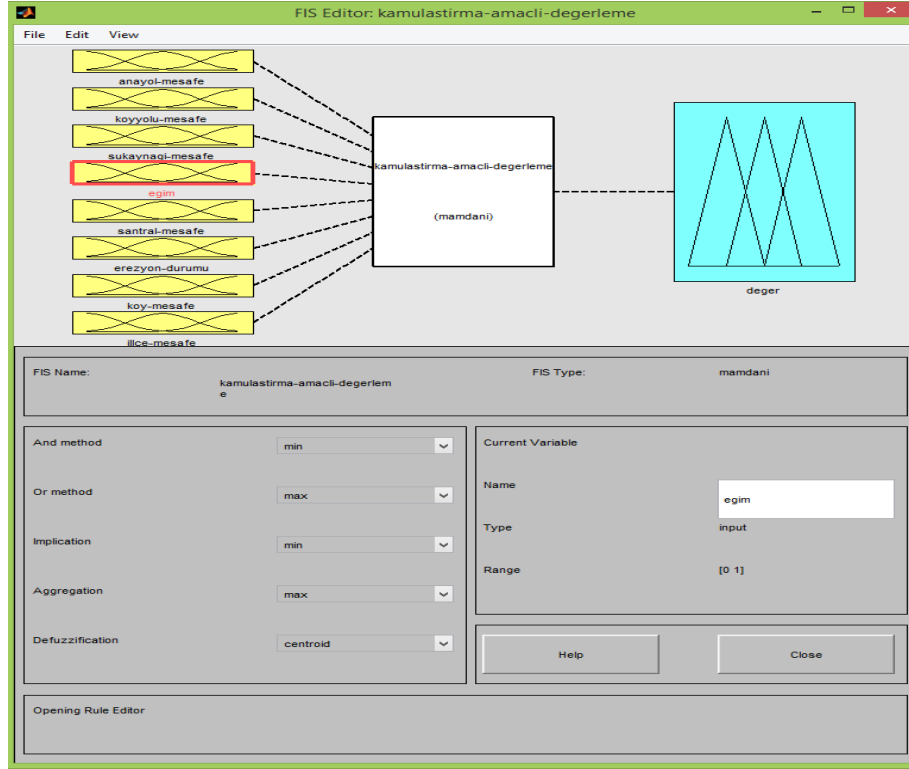 FIS Editor: kamulastirma-amacli-degerleme
File Edit View
anayol-mesafe
koyyolu-mesafe
sukaynagi-mesafe
egim
santral-mesafe
erezyon-durumu
koy-mesafe
illce-mesafe
kamulastirma-amacli-degerleme
(mamdani)
deger
FIS Name:
kamulastirma-amacli-degerlem
e
FIS Type:
mamdani
And method
min
Or method
max
Implication
min
Aggregation
max
Defuzzification
centroid
Current Variable
Name
egim
Type
input
Range
[0 1]
Help
Close
Opening Rule Editor